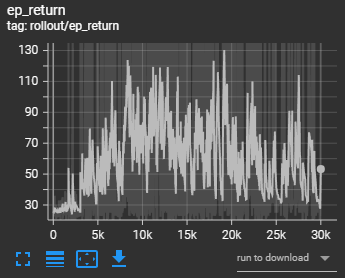 ep_return
tag: rollout/ep_return
130
110
90
70
50
30
0
5k
10k
15k
20k
25k
30k
run to download